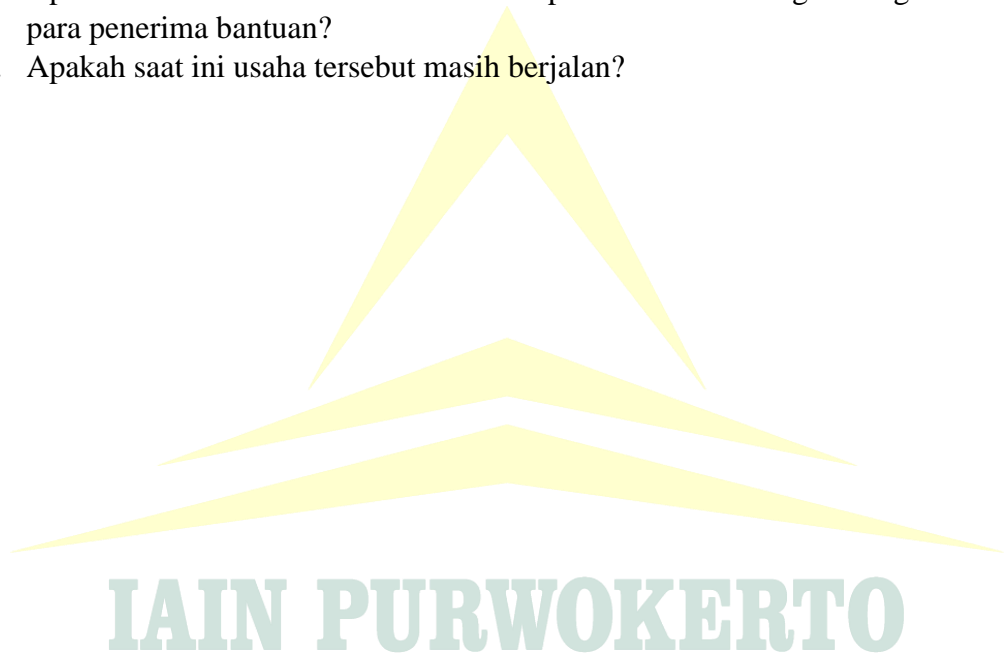 para penerima bantuan?
Apakah saat ini usaha tersebut masih berjalan?
IAIN PURWOKERTO